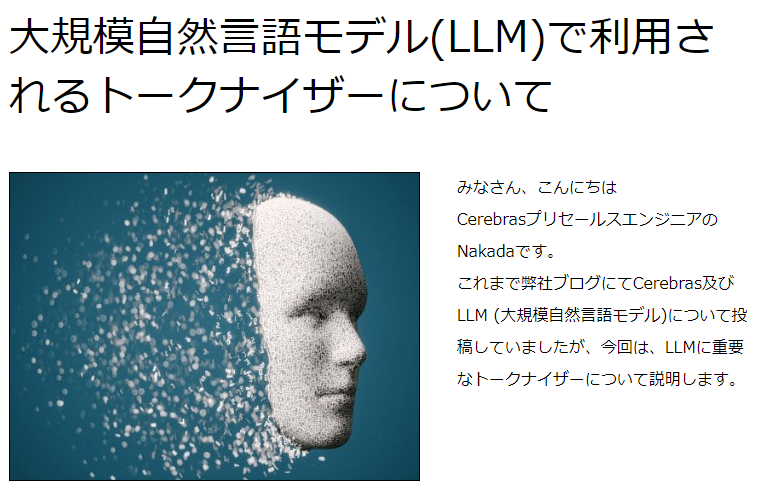 大規模自然言語モデル(LLM)で利用さ
れるトークナイザーについて
みなさん、こんにちは
Cerebrasプリセールスエンジニアの
Nakadaです。
これまで弊社ブログにてCerebras及び
LLM (大規模自然言語モデル)について投
稿していましたが、今回は、LLMに重要
なトークナイザーについて説明します。